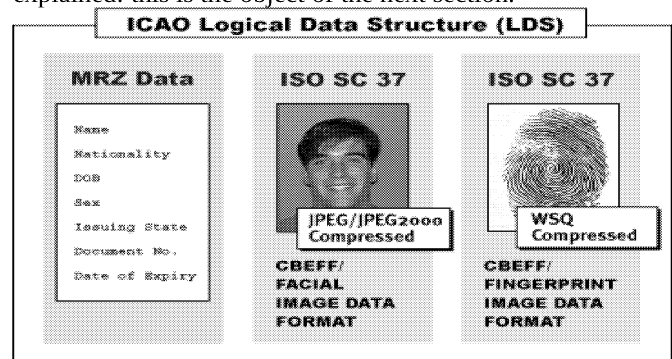 explained: this is the object of the next section.
ICAO Logical Data Structure (LDS)
MRZ Data
Name
Nationality
DOB
Sex
Issuing State
Document No.
Date of Expiry
ISO SC 37
JPEG/JPEG2000
Compressed
CBEFF/
FACIAL
IMAGE DATA
FORMAT
ISO SC 37
WSQ
Compressed
CBEFF/
FINGERPRINT
IMAGE DATA
FORMAT